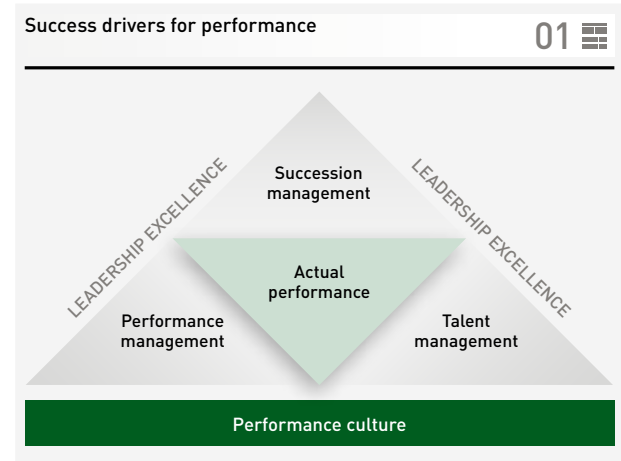 Success drivers for performance
01
LEADERSHIP EXCELLENCE
LEADERSHIP EXCELLENCE
Succession
management
Actual
performance
Performance
management
Talent
management
Performance culture